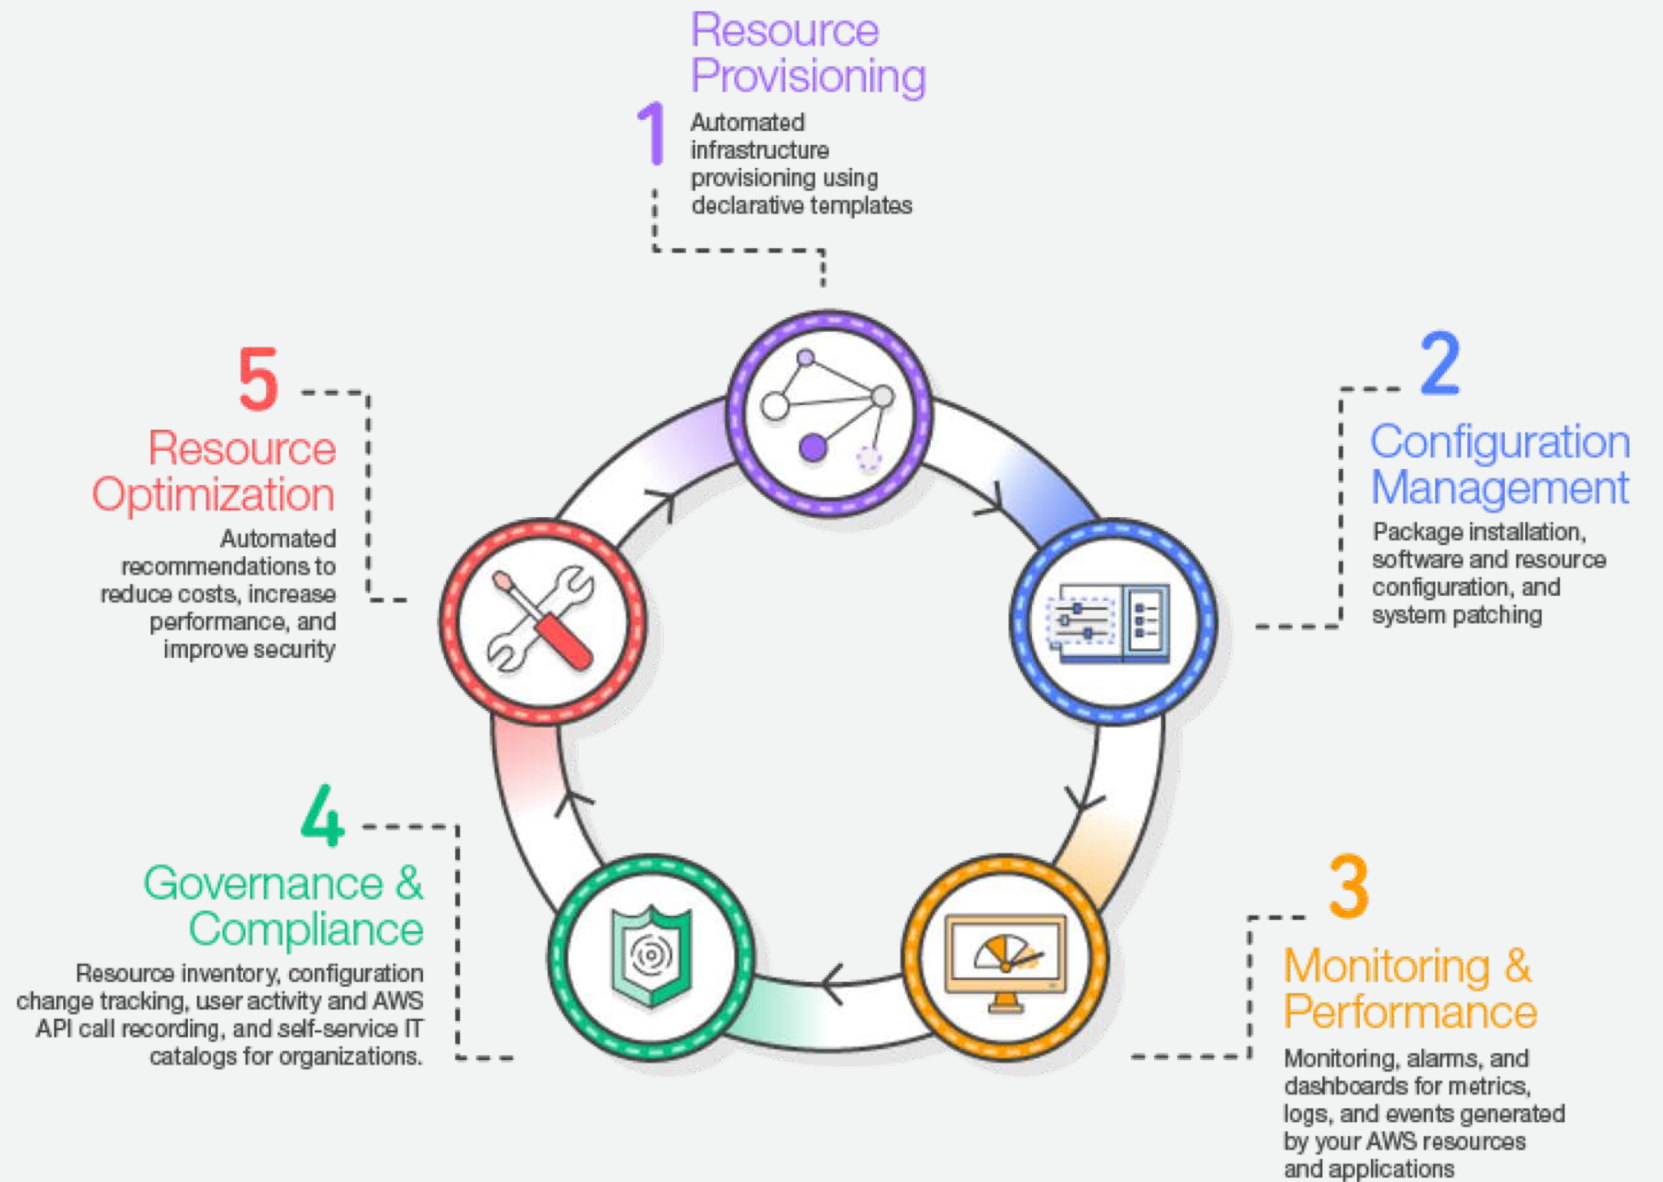 1
Resource
Provisioning
Automated
infrastructure
provisioning using
declarative templates
2
Configuration
Management
Package installation,
software and resource
configuration, and
system patching
3
Monitoring &
Performance
Monitoring, alarms, and
dashboards for metrics,
logs, and events generated
by your AWS resources
and applications
4
Governance &
Compliance
Resource inventory, configuration
change tracking, user activity and AWS
API call recording, and self-service IT
catalogs for organizations.
5
Resource
Optimization
Automated
recommendations to
reduce costs, increase
performance, and
improve security